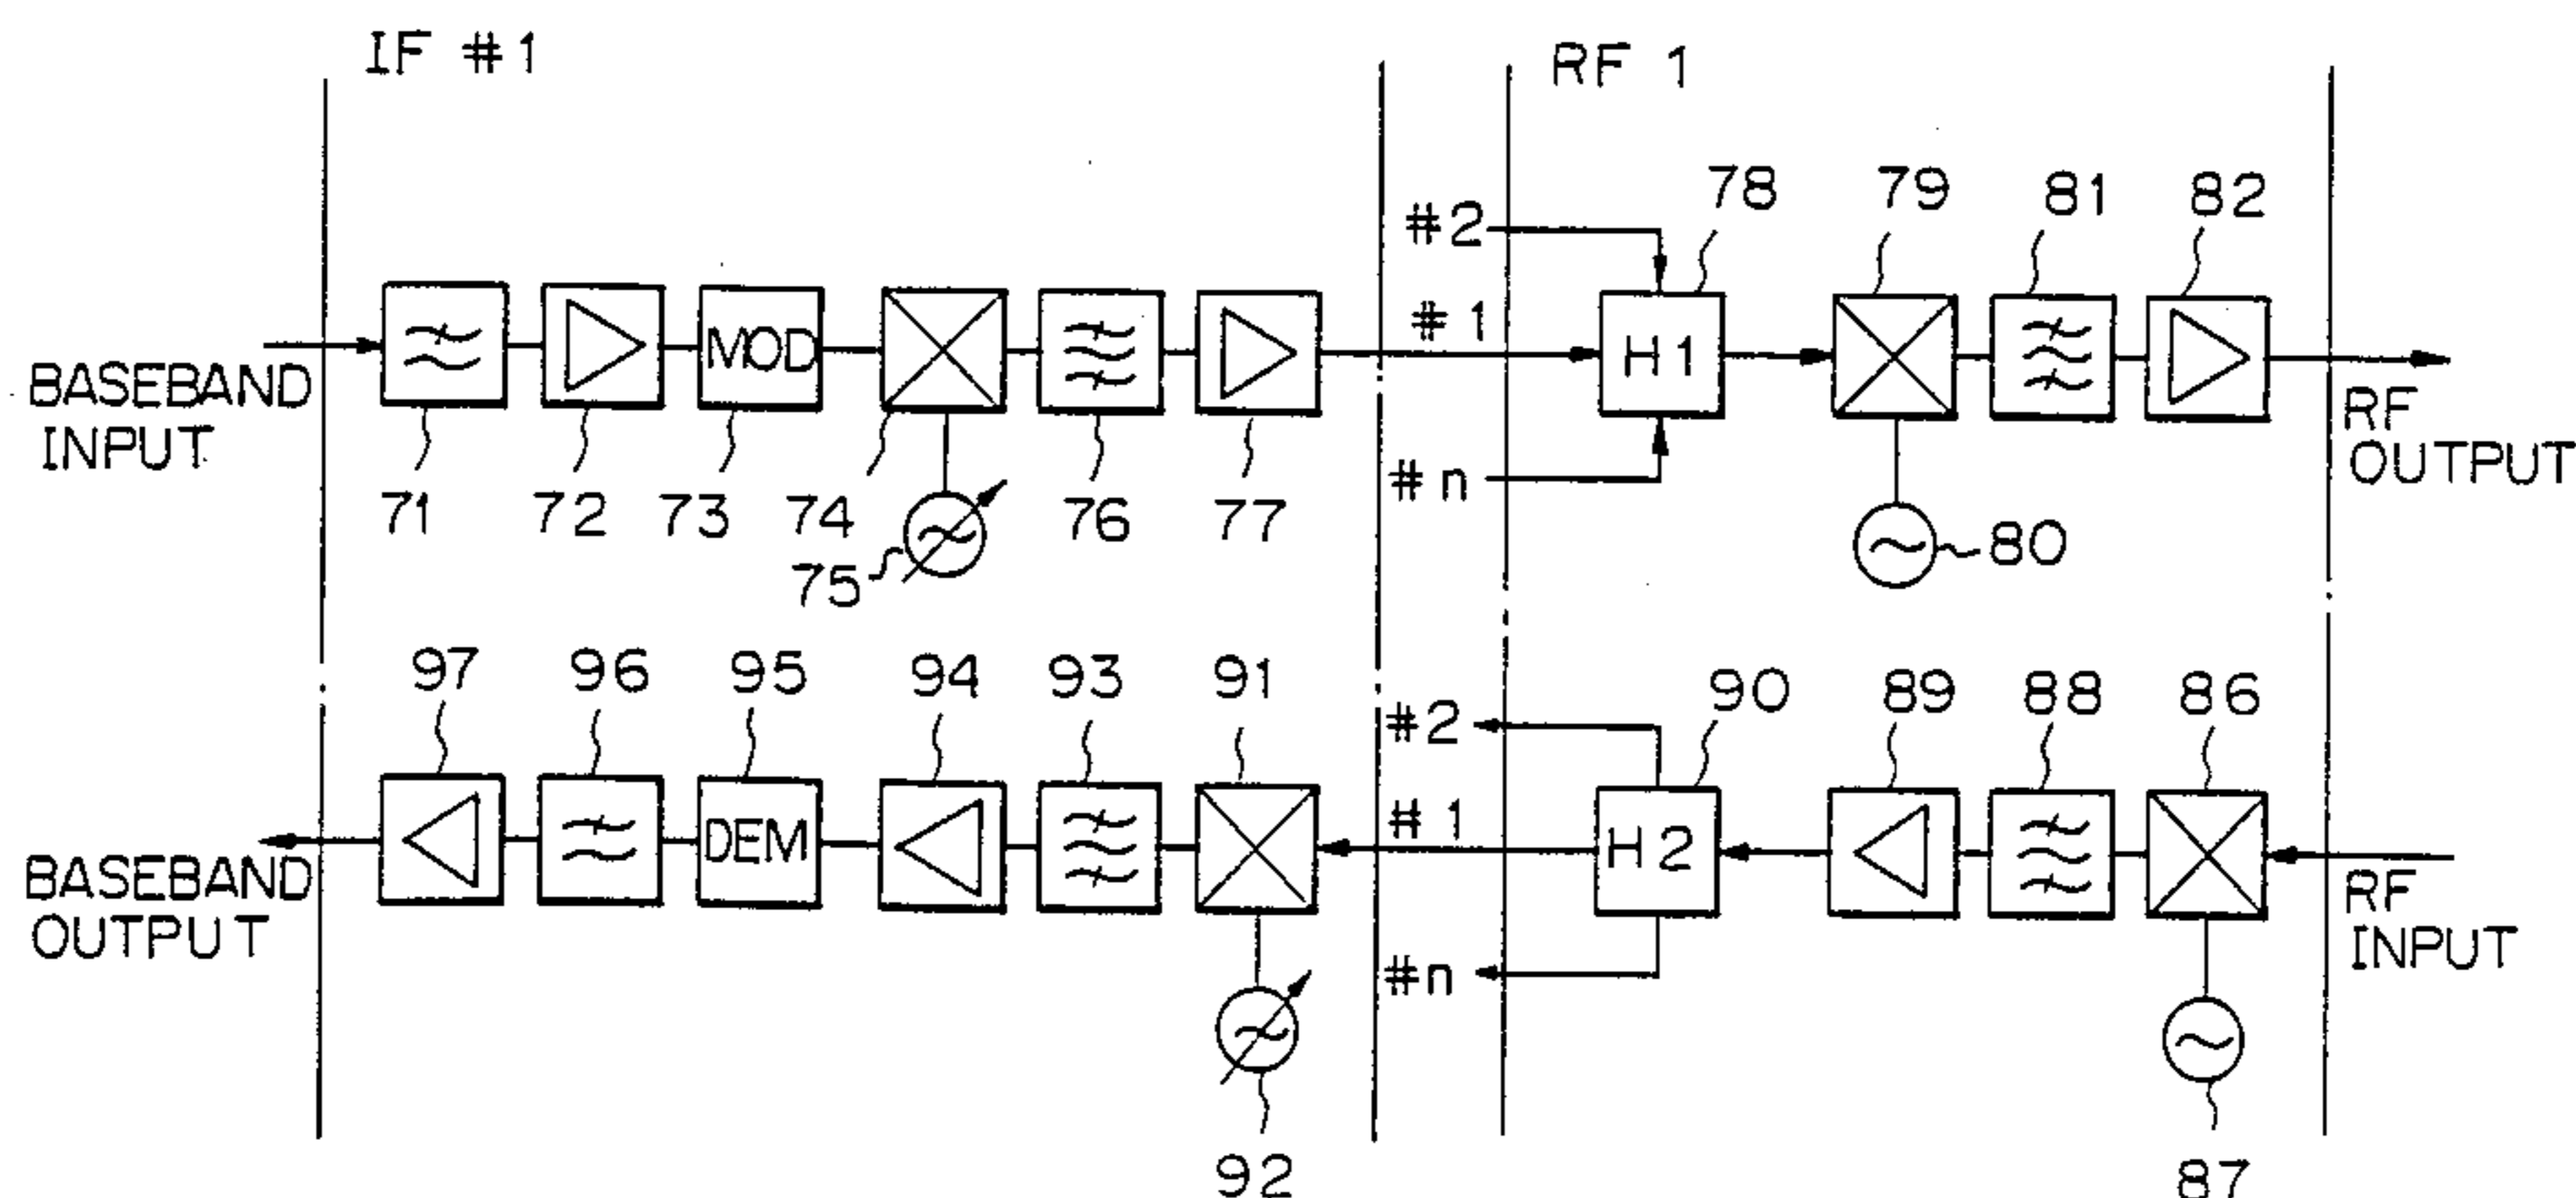 IF #1
RF 1
78
79
81
82
#2
#1
MOD
H1
BASEBAND
INPUT
RF
OUTPUT
#n
71
72
73
74
76
77
75
80
97
96
95
94
93
91
90
89
88
86
#2
#1
DEM
H2
BASEBAND
OUTPUT
RF
INPUT
#n
92
87